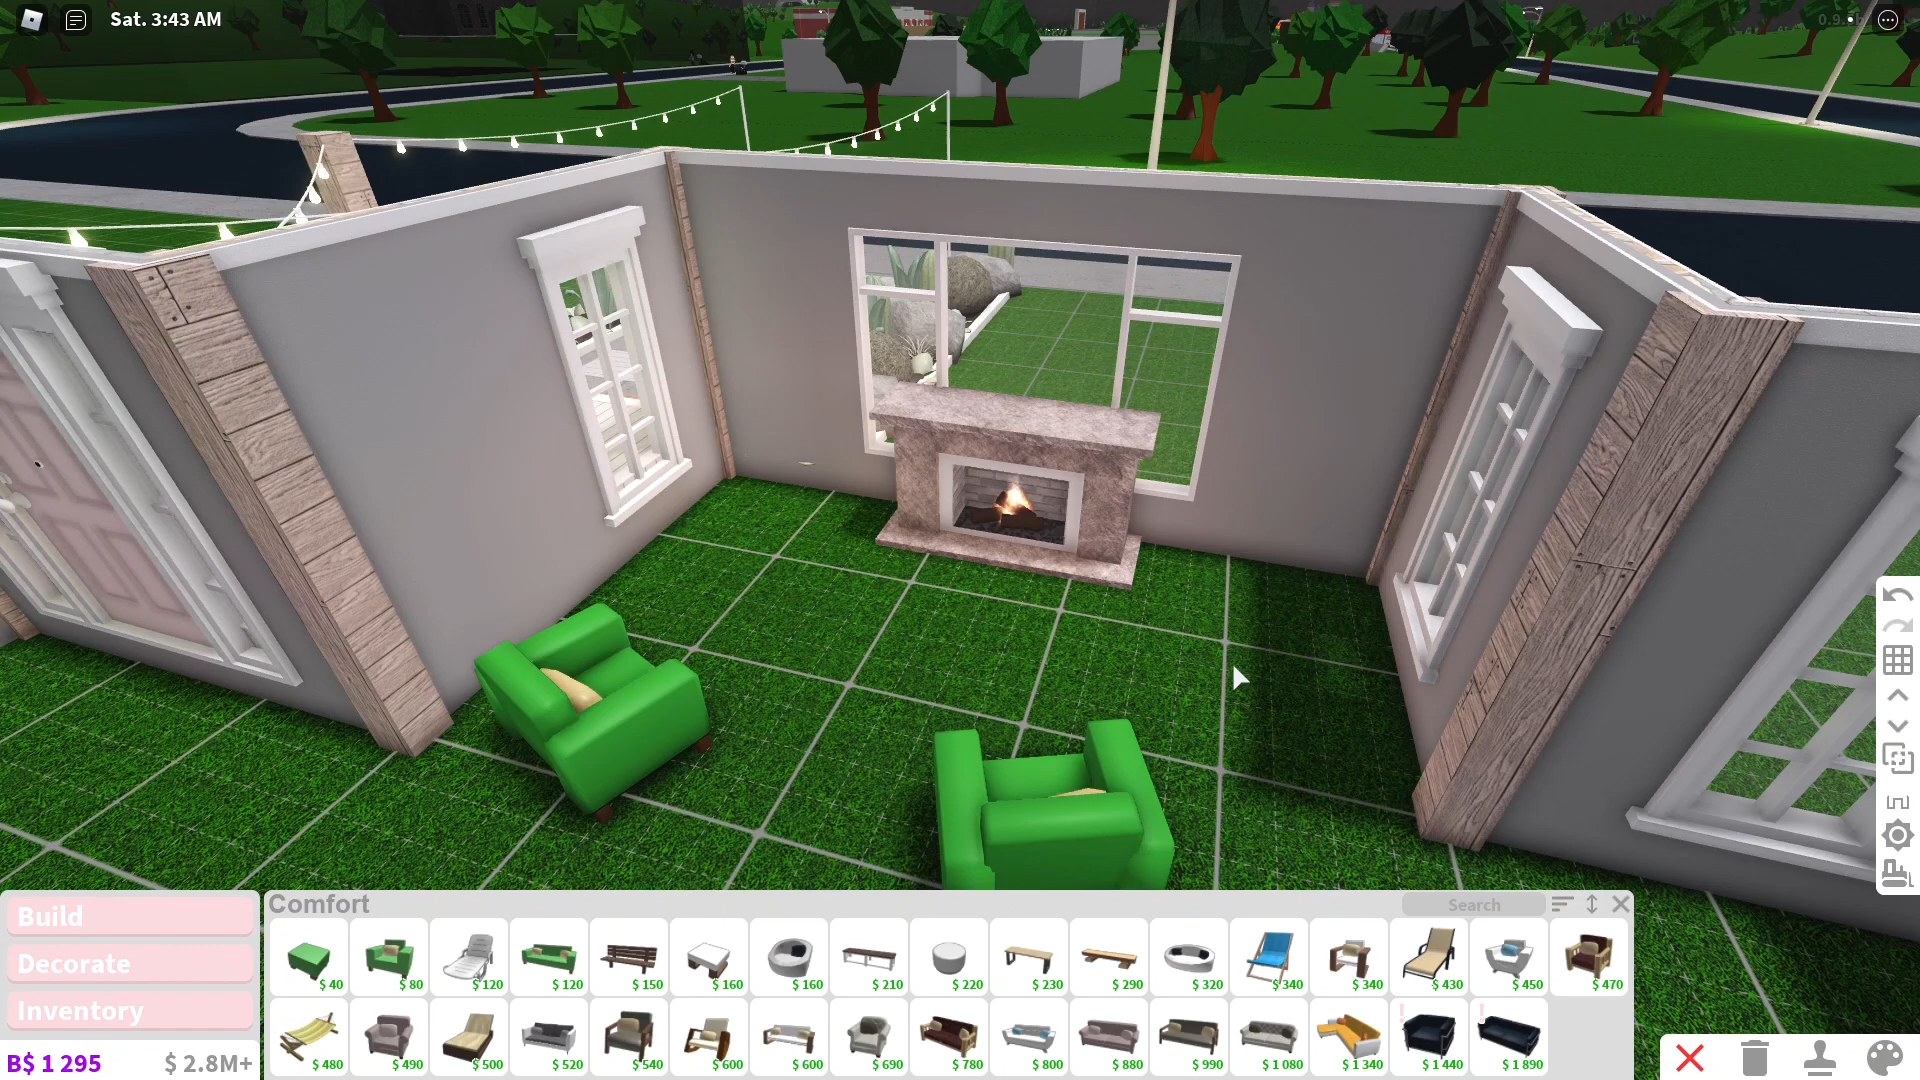 Sat. 3:43 AM
0.9.
Build
Decorate
Inventory
B$ 1 295
$ 2.8M+
Comfort
Search
$ 40
$ 80
$ 120
$ 120
$ 150
$ 160
$ 160
$ 210
$ 220
$ 230
$ 290
$ 320
$ 340
$ 340
$ 430
$ 450
$ 470
$ 480
$ 490
$ 500
$ 520
$ 540
$ 600
$ 600
$ 690
$ 780
$ 800
$ 880
$ 990
$ 1 080
$ 1 340
$ 1 440
$ 1 890